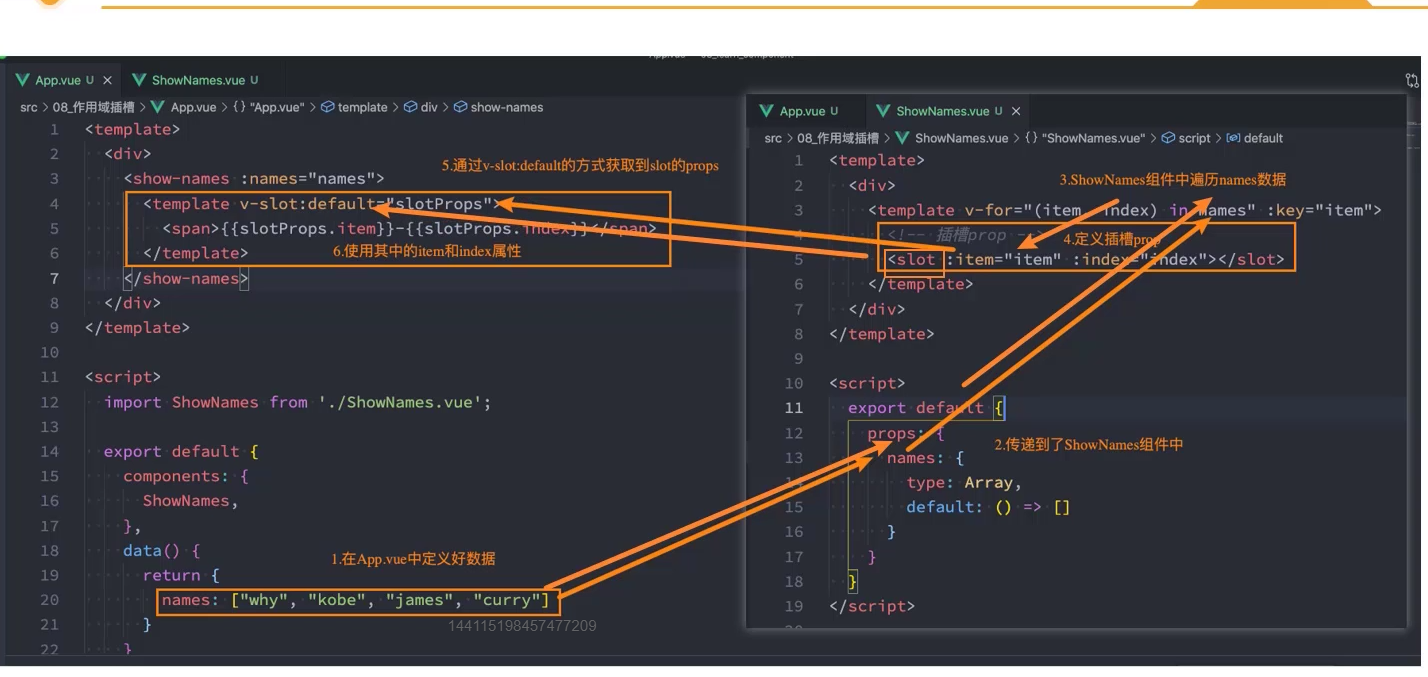 App.vue U ShowNames.vue U
src > 08_作用域插槽 > App.vue > {} "App.vue" > template > div > show-names
1 <template>
2 <div>
3 <show-names :names="names">
5.通过v-slot:default的方式获取到slot的props
4 <template v-slot:default="slotProps">
5 <span>{{slotProps.item}}-{{slotProps.index}}</span>
6 </template>
6.使用其中的item和index属性
7 </show-names>
8 </div>
9 </template>
10
11 <script>
12 import ShowNames from './ShowNames.vue';
13
14 export default {
15 components: {
16 ShowNames,
17 },
18 data() {
1.在App.vue中定义好数据
19 return {
20 names: ["why", "kobe", "james", "curry"]
21 }
144115198457477209
22 }
App.vue U ShowNames.vue U
src > 08_作用域插槽 > ShowNames.vue > {} "ShowNames.vue" > script > default
1 <template>
2 <div>
3.ShowNames组件中遍历names数据
3 <template v-for="(item, index) in names" :key="item">
4 <!-- 插槽prop -->
4.定义插槽prop
5 <slot :item="item" :index="index"></slot>
6 </template>
7 </div>
8 </template>
9
10 <script>
11 export default {
12 props: {
2.传递到了ShowNames组件中
13 names: {
14 type: Array,
15 default: () => []
16 }
17 }
18 }
19 </script>